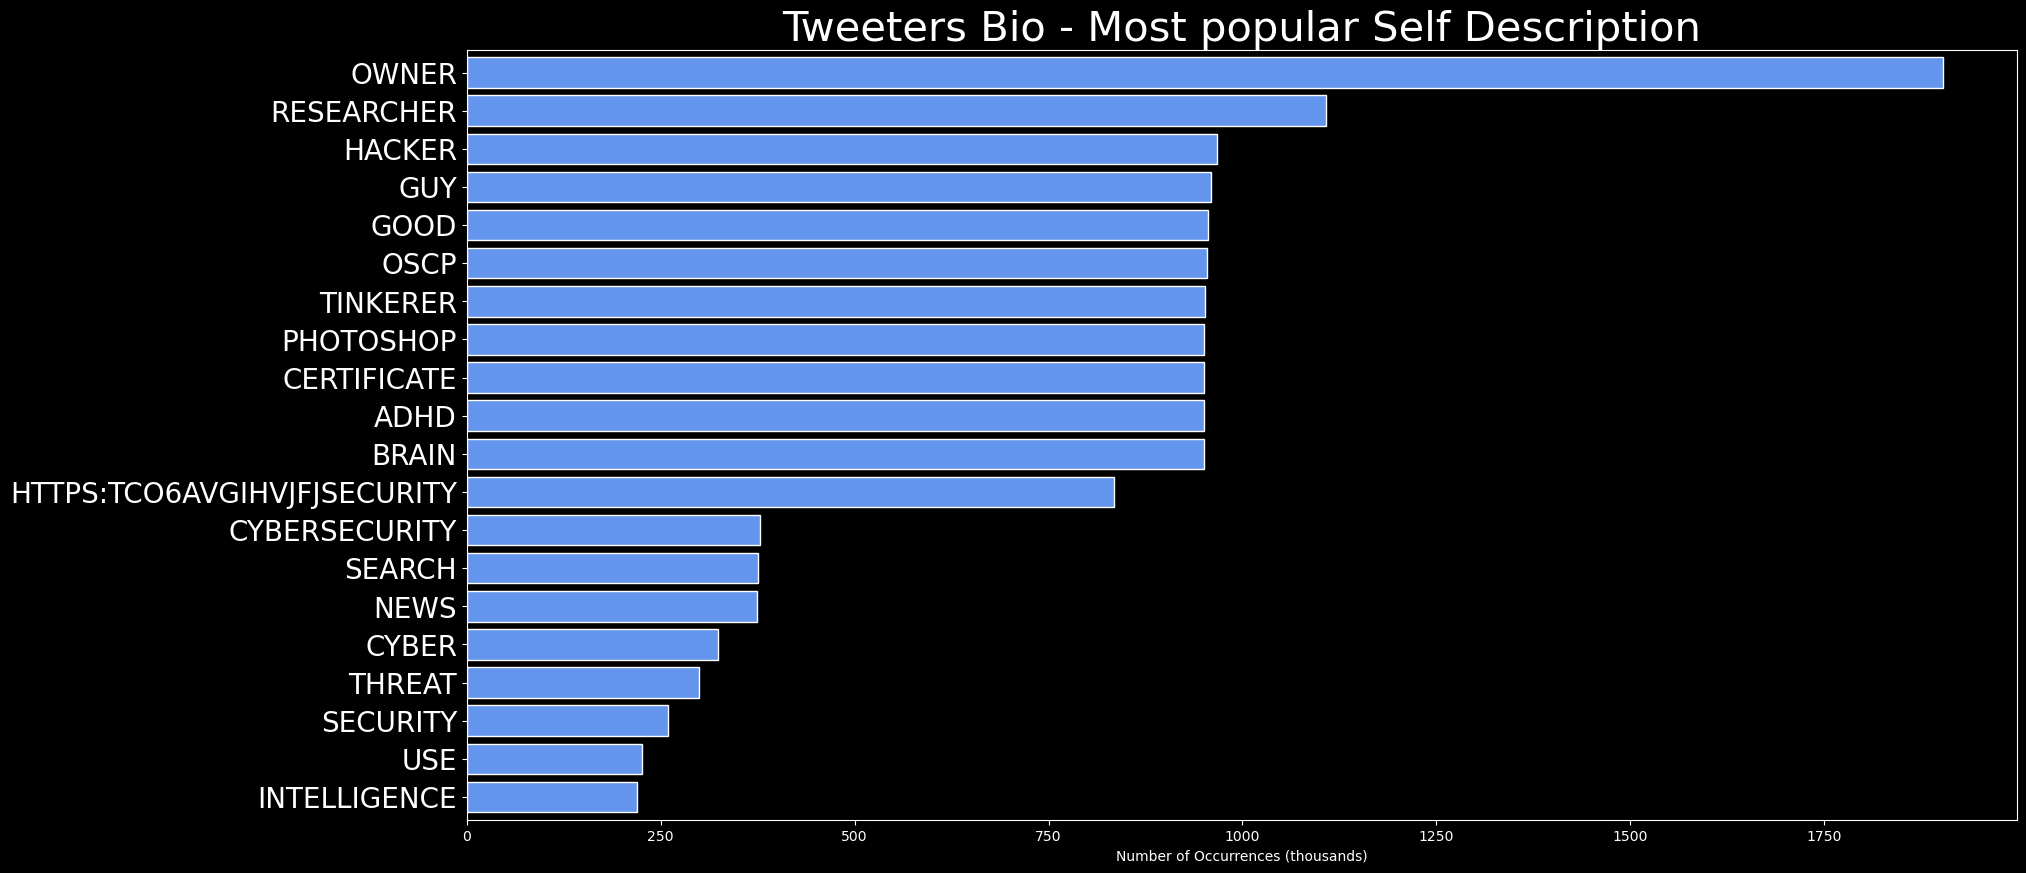 Tweeters Bio - Most popular Self Description
OWNER
RESEARCHER
HACKER
GUY
GOOD
OSCP
TINKERER
PHOTOSHOP
CERTIFICATE
ADHD
BRAIN
HTTPS:TCO6AVGIHVJFJSECURITY
CYBERSECURITY
SEARCH
NEWS
CYBER
THREAT
SECURITY
USE
INTELLIGENCE
0 250 500 750 1000 1250 1500 1750
Number of Occurrences (thousands)